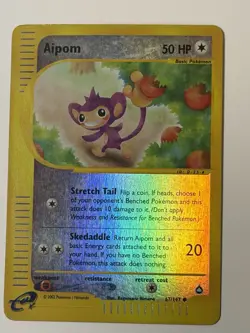 Aipom 50 HP
Basic Pokémon
Stretch Tail Flip a coin. If heads, choose 1
of your opponent's Benched Pokémon and this
attack does 10 damage to it. (Don't apply
Weakness and Resistance for Benched Pokémon.)
Skedaddle Return Aipom and all
basic Energy cards attached to it to
your hand. If you have no Benched
Pokémon, this attack does nothing.
20
weakness resistance retreat cost